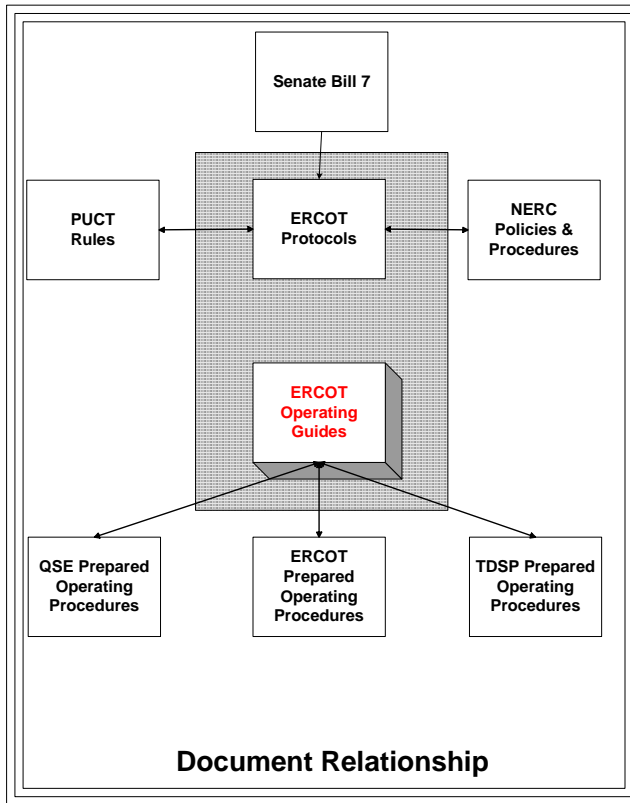 Senate Bill 7
PUCT
Rules
ERCOT
Protocols
NERC
Policies &
Procedures
ERCOT
Operating
Guides
QSE Prepared
Operating
Procedures
ERCOT
Prepared
Operating
Procedures
TDSP Prepared
Operating
Procedures
Document Relationship